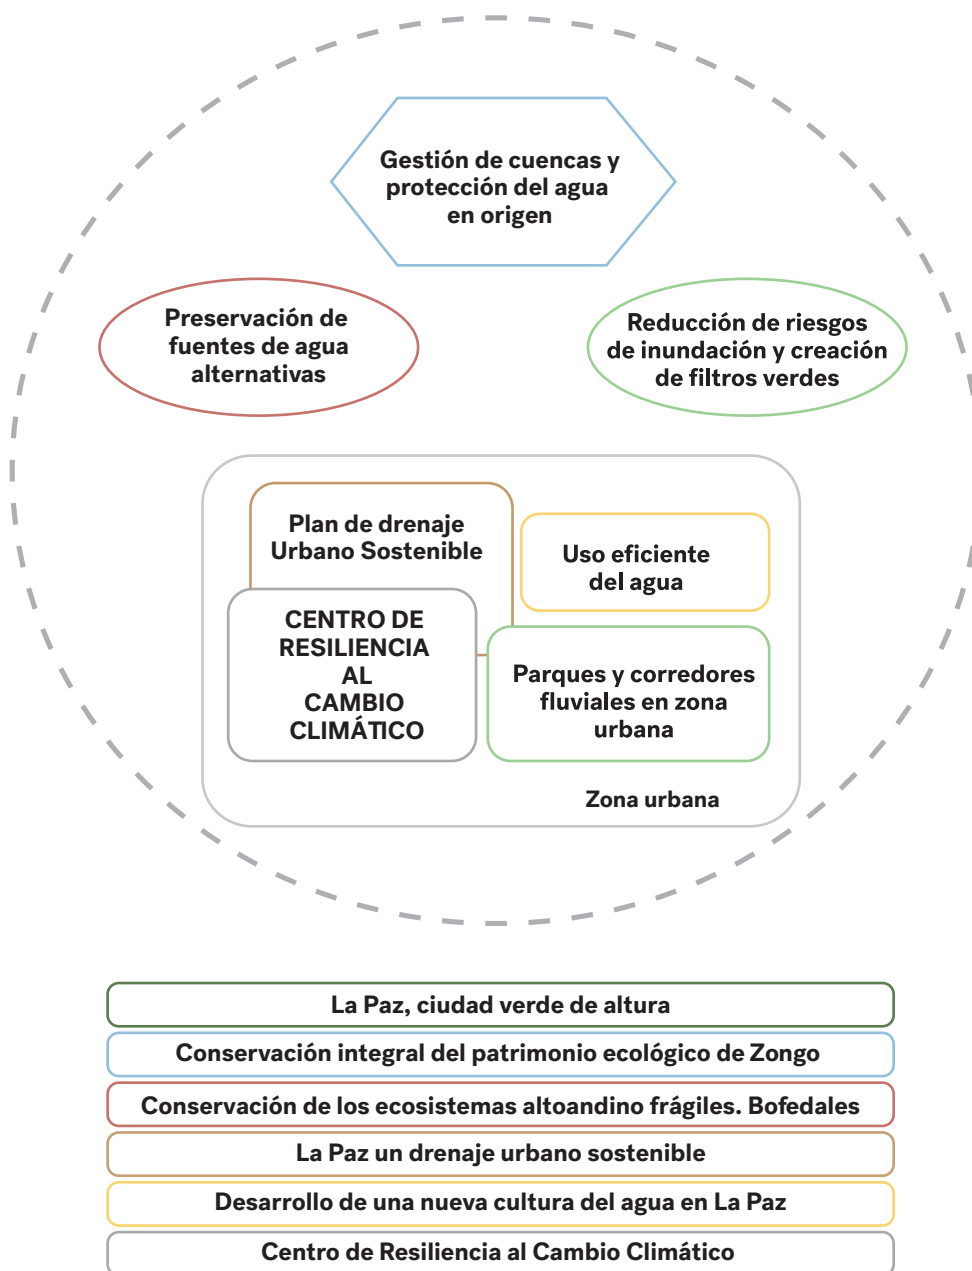 Gestión de cuencas y
protección del agua
en origen
Preservación de
fuentes de agua
alternativas
Reducción de riesgos
de inundación y creación
de filtros verdes
Plan de drenaje
Urbano Sostenible
Uso eficiente
del agua
CENTRO DE
RESILIENCIA
AL
CAMBIO
CLIMÁTICO
Parques y corredores
fluviales en zona
urbana
Zona urbana
La Paz, ciudad verde de altura
Conservación integral del patrimonio ecológico de Zongo
Conservación de los ecosistemas altoandino frágiles. Bofedales
La Paz un drenaje urbano sostenible
Desarrollo de una nueva cultura del agua en La Paz
Centro de Resiliencia al Cambio Climático